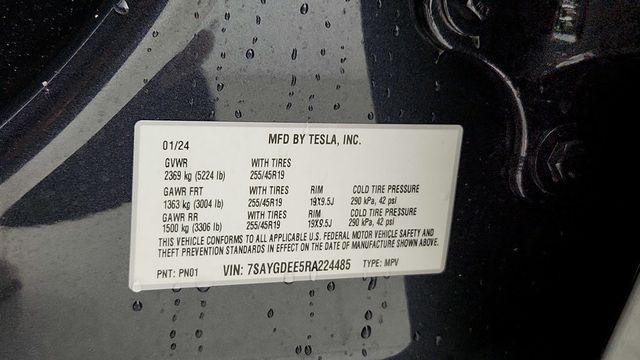 01/24 MFD BY TESLA, INC.
GVWR WITH TIRES
2369 kg (5224 lb) 255/45R19
GAWR FRT WITH TIRES RIM COLD TIRE PRESSURE
1363 kg (3004 lb) 255/45R19 19X9.5J 290 kPa, 42 psi
GAWR RR WITH TIRES RIM COLD TIRE PRESSURE
1500 kg (3306 lb) 255/45R19 19X9.5J 290 kPa, 42 psi
THIS VEHICLE CONFORMS TO ALL APPLICABLE U.S. FEDERAL MOTOR VEHICLE SAFETY AND
THEFT PREVENTION STANDARDS IN EFFECT ON THE DATE OF MANUFACTURE SHOWN ABOVE.
PNT: PN01 VIN: 7SAYGDEE5RA224485 TYPE: MPV